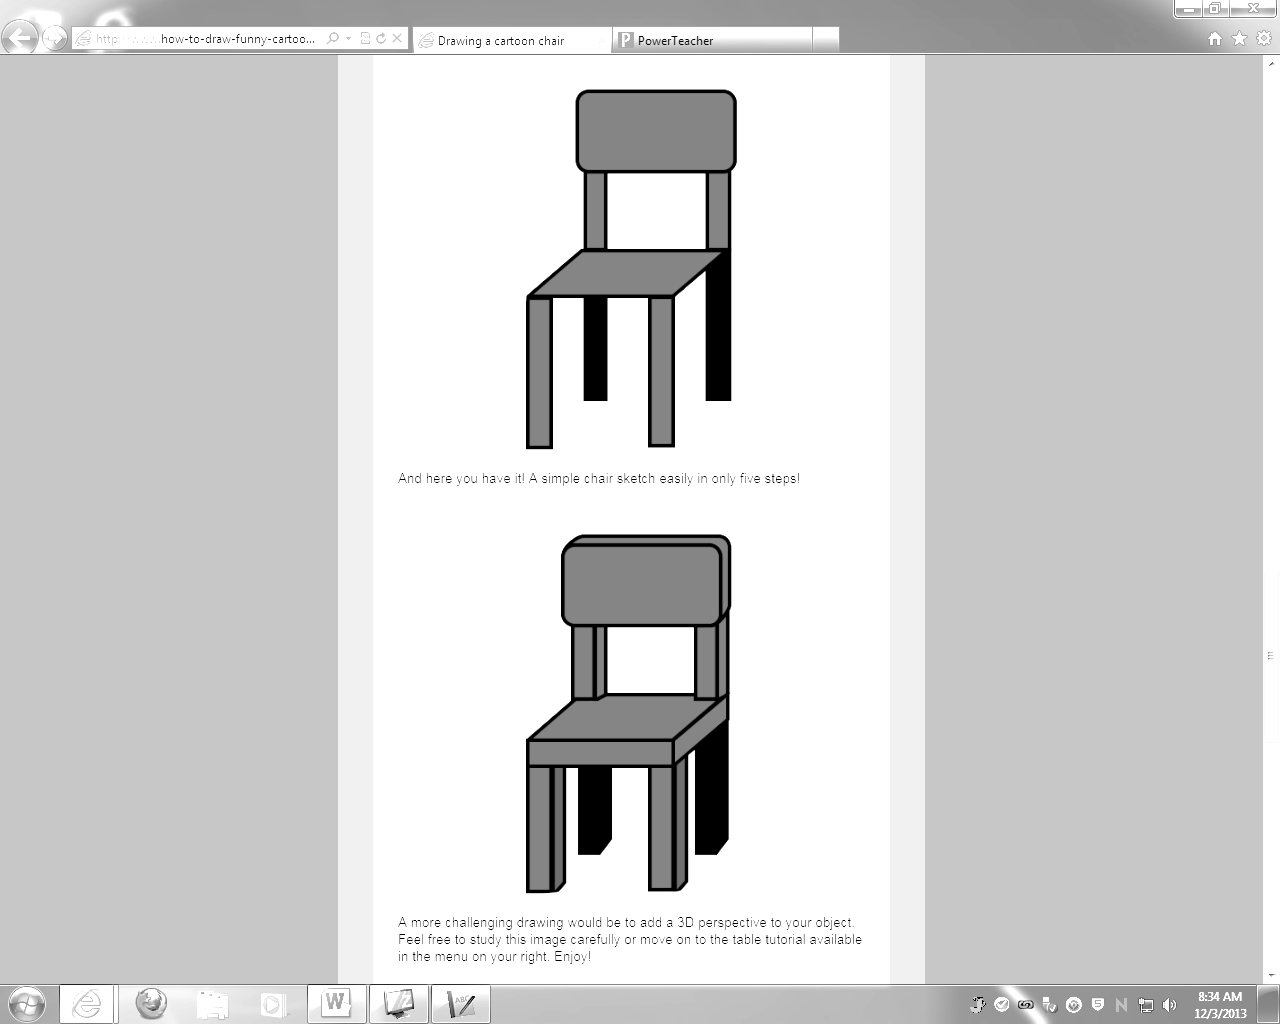 how-to-draw-funny-cartoo...
Drawing a cartoon chair
P PowerTeacher
And here you have it! A simple chair sketch easily in only five steps!
A more challenging drawing would be to add a 3D perspective to your object.
Feel free to study this image carefully or move on to the table tutorial available
in the menu on your right. Enjoy!
W
ABC
8:34 AM
12/3/2013